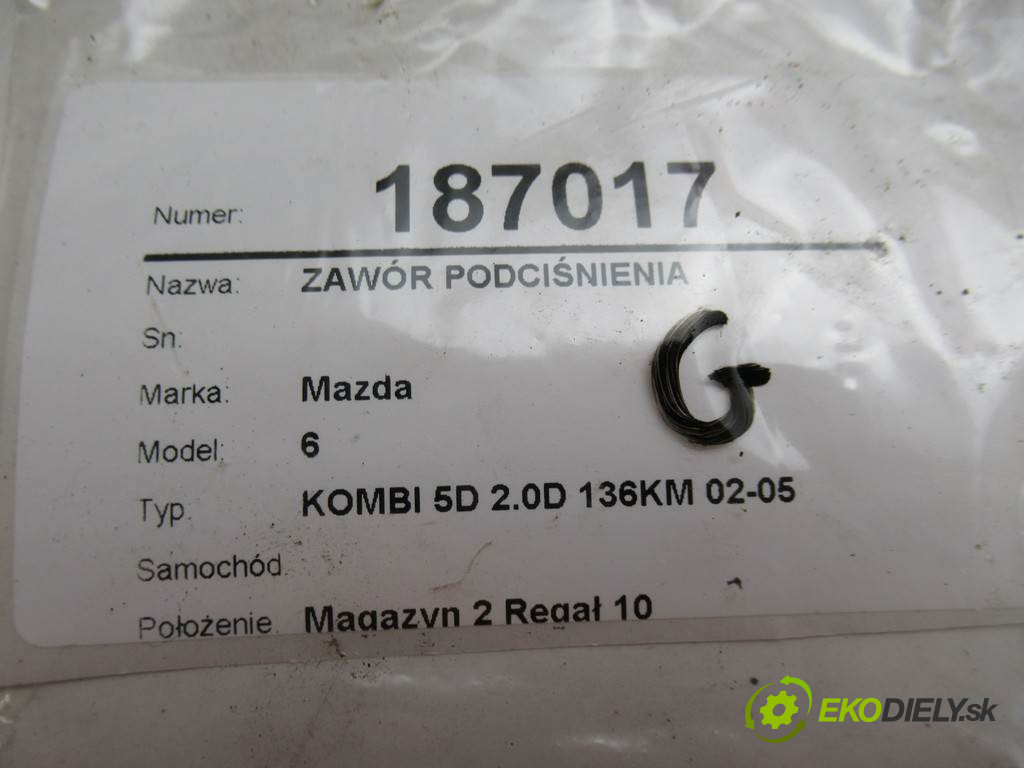 Numer: 187017
Nazwa: ZAWÓR PODCIŚNIENIA
Sn:
G
Marka: Mazda
Model: 6
Typ: KOMBI 5D 2.0D 136KM 02-05
Samochód:
Położenie: Magazyn 2 Regał 10
EKODIELY.sk